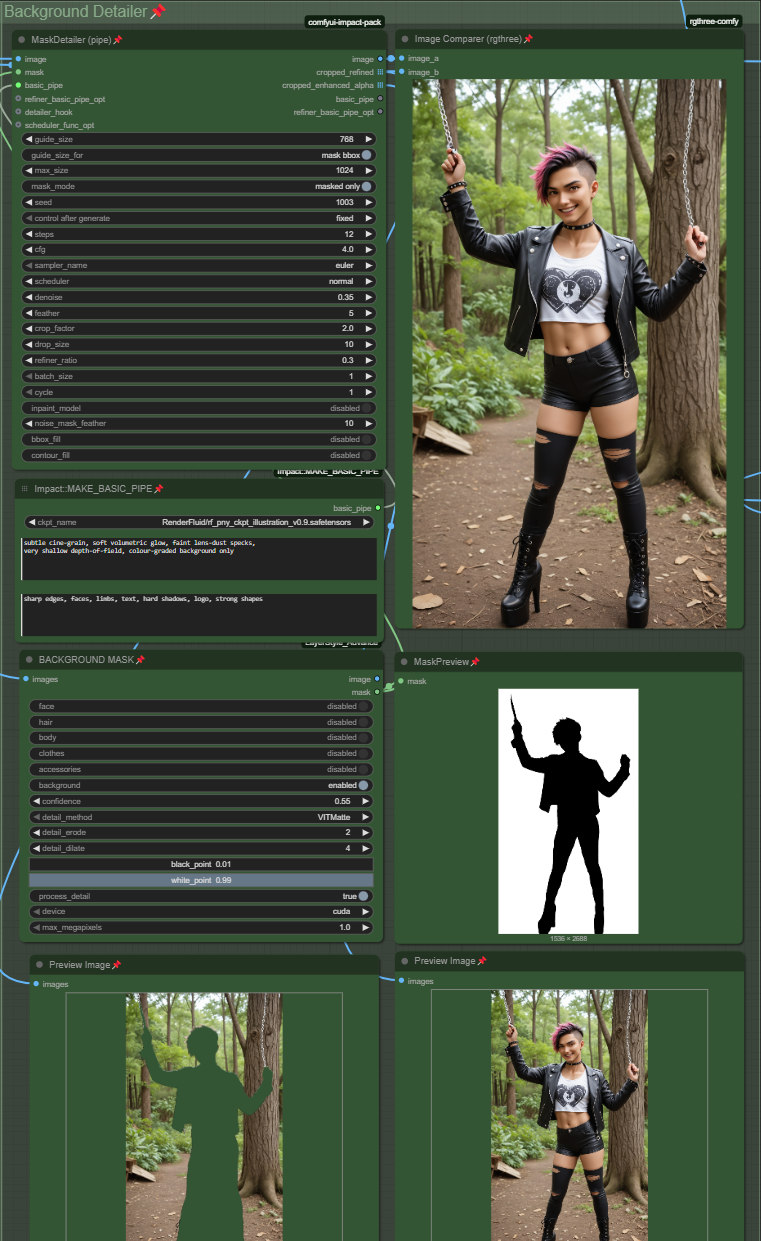 Background Detailer
comfyui-impact-pack
rgthree-comfy
MaskDetailer (pipe)
image
mask
basic_pipe
refiner_basic_pipe_opt
detailer_hook
scheduler_func_opt
image
cropped_refined
cropped_enhanced_alpha
basic_pipe
refiner_basic_pipe_opt
guide_size 768
guide_size_for mask bbox
max_size 1024
mask_mode masked only
seed 1003
control after generate fixed
steps 12
cfg 4.0
sampler_name euler
scheduler normal
denoise 0.35
feather 5
crop_factor 2.0
drop_size 10
refiner_ratio 0.3
batch_size 1
cycle 1
inpaint_model disabled
noise_mask_feather 10
bbox_fill disabled
contour_fill disabled
Image Comparer (rgthree)
image_a
image_b
Impact::MAKE_BASIC_PIPE
Impact::MAKE_BASIC_PIPE
basic_pipe
ckpt_name RenderFluid/rf_pny_ckpt_illustration_v0.9.safetensors
subtle cine-grain, soft volumetric glow, faint lens-dust specks,
very shallow depth-of-field, colour-graded background only
sharp edges, faces, limbs, text, hard shadows, logo, strong shapes
LayerStyle_Advance
BACKGROUND MASK
images
image
mask
face disabled
hair disabled
body disabled
clothes disabled
accessories disabled
background enabled
confidence 0.55
detail_method VITMatte
detail_erode 2
detail_dilate 4
black_point 0.01
white_point 0.99
process_detail true
device cuda
max_megapixels 1.0
MaskPreview
mask
1536 × 2688
Preview Image
images
Preview Image
images